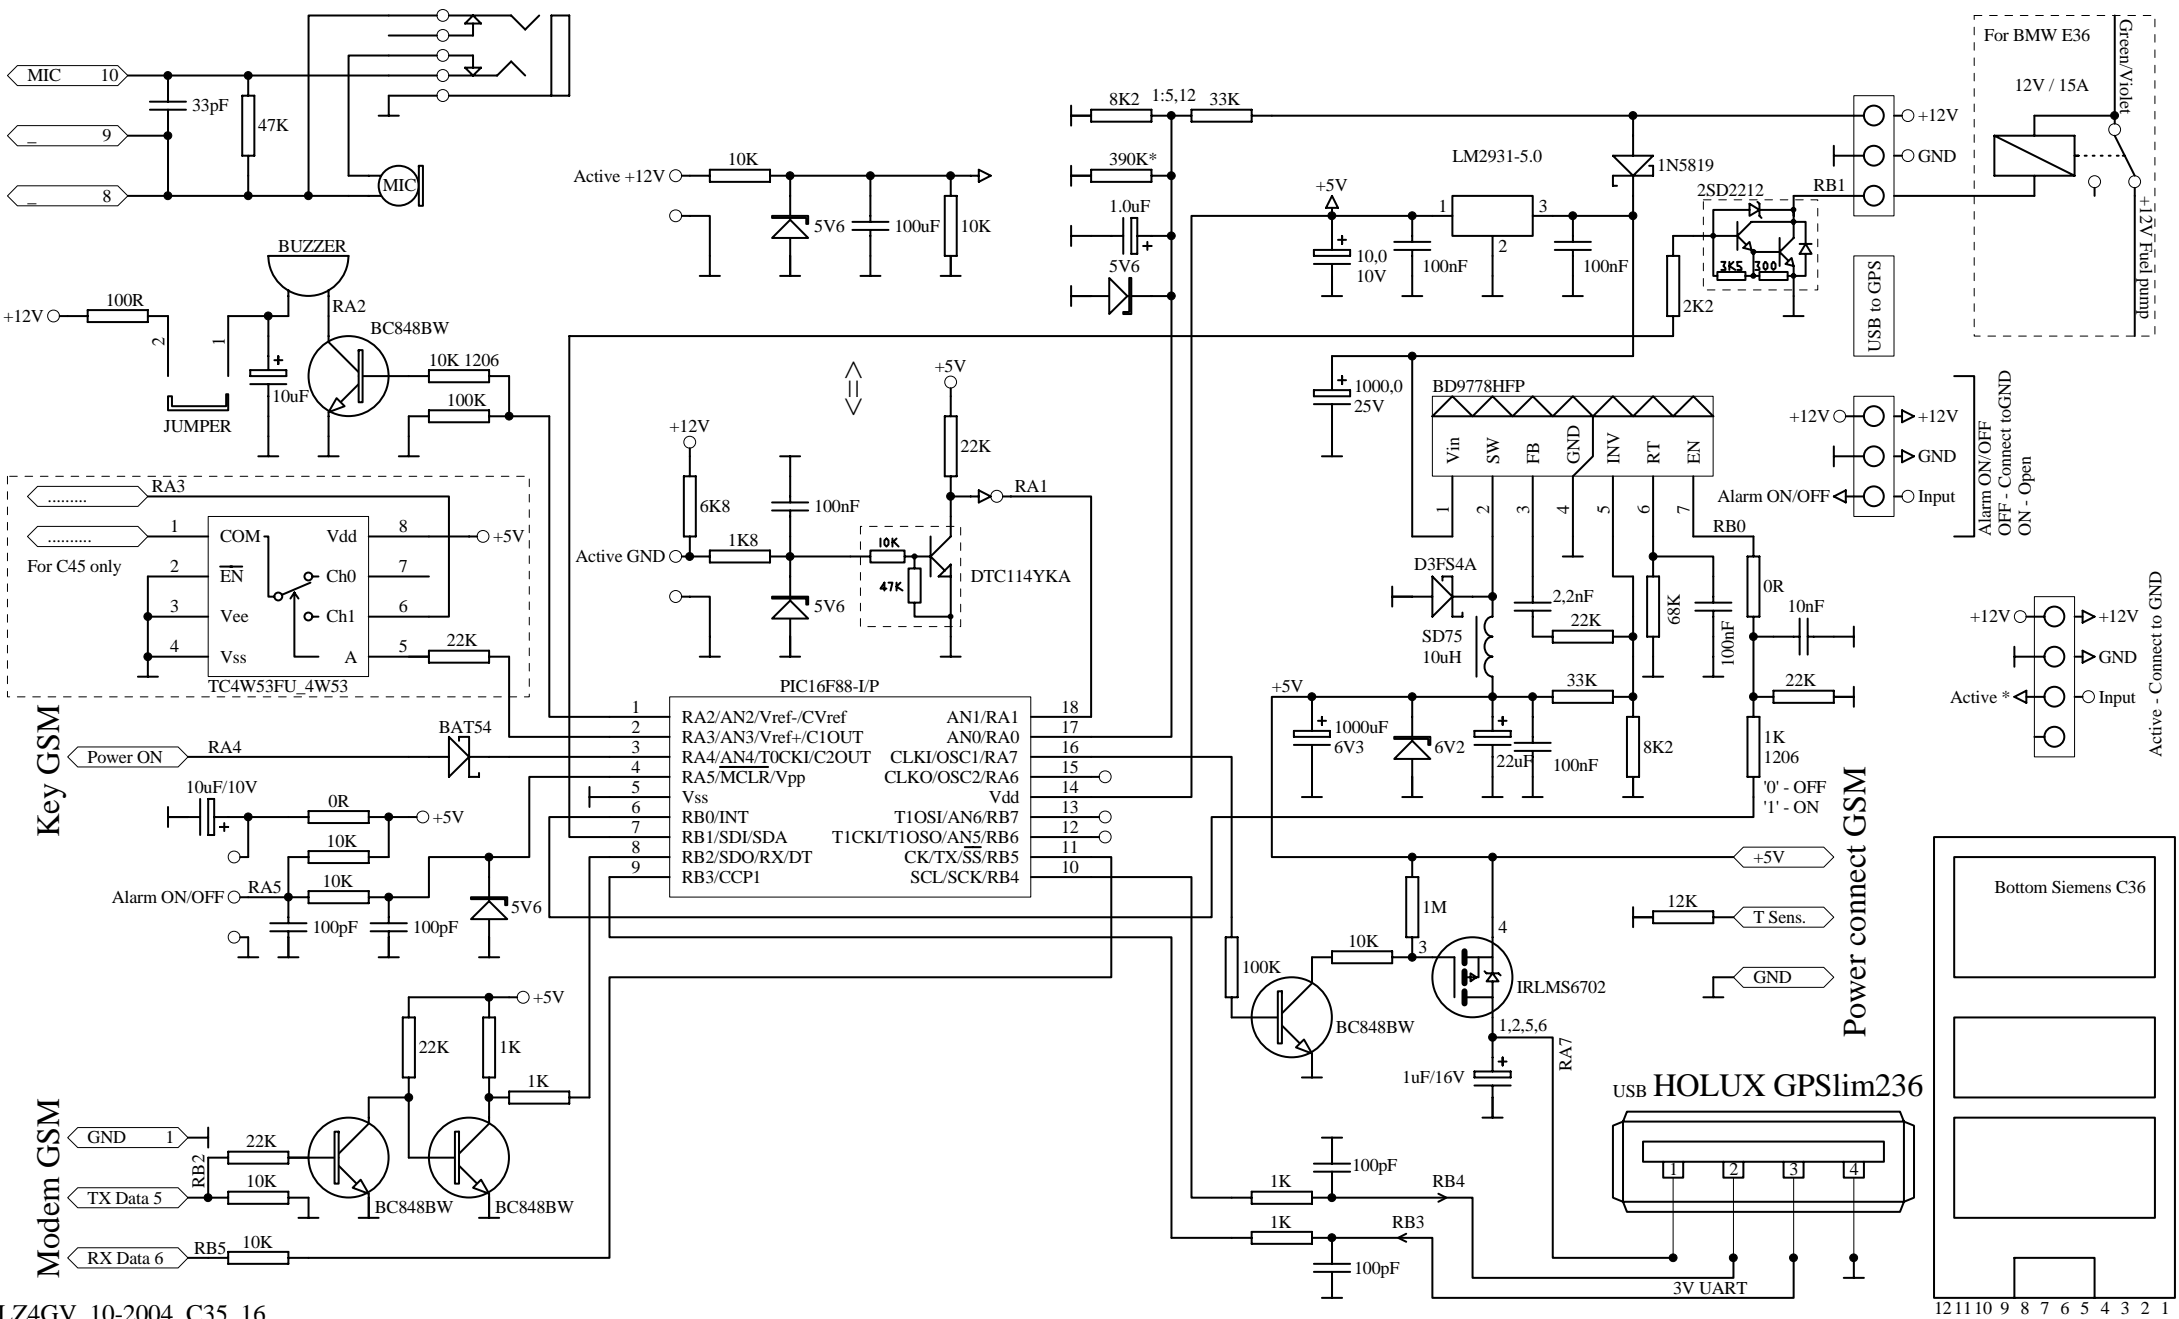 MIC 10
33pF
47K
_ 9
_ 8
MIC
BUZZER
+12V
100R
2
1
RA2
BC848BW
10uF
JUMPER
10K 1206
100K
Active +12V
10K
5V6
100uF
10K
8K2
1:5,12
33K
390K*
1.0uF
+
5V6
LM2931-5.0
+5V
1
3
2
+
10,0
10V
100nF
100nF
1N5819
2SD2212
3K5
300
2K2
RB1
+12V
GND
USB to GPS
For BMW E36
12V / 15A
Green/Violet
+12V Fuel pump
+
1000,0
25V
BD9778HFP
Vin
SW
FB
GND
INV
RT
EN
1
2
3
4
5
6
7
RB0
D3FS4A
SD75
10uH
2,2nF
22K
33K
68K
100nF
0R
10nF
22K
1K
1206
'0' - OFF
'1' - ON
8K2
+5V
+
1000uF
6V3
6V2
+
22uF
100nF
+12V
+12V
GND
Alarm ON/OFF
Input
Alarm ON/OFF
OFF - Connect toGND
ON - Open
+12V
+12V
GND
Active *
Input
Active - Connect to GND
RA3
.........
..........
For C45 only
1
2
3
4
COM
EN
Vee
Vss
Vdd
Ch0
Ch1
A
8
7
6
5
+5V
22K
TC4W53FU_4W53
<=>
+12V
6K8
Active GND
1K8
100nF
5V6
10K
47K
DTC114YKA
+5V
22K
RA1
Key GSM
Power ON
RA4
BAT54
10uF/10V
+
0R
+5V
10K
Alarm ON/OFF
RA5
10K
100pF
100pF
5V6
PIC16F88-I/P
1 RA2/AN2/Vref-/CVref
2 RA3/AN3/Vref+/C1OUT
3 RA4/AN4/T0CKI/C2OUT
4 RA5/MCLR/Vpp
5 Vss
6 RB0/INT
7 RB1/SDI/SDA
8 RB2/SDO/RX/DT
9 RB3/CCP1
AN1/RA1 18
AN0/RA0 17
CLKI/OSC1/RA7 16
CLKO/OSC2/RA6 15
Vdd 14
T1OSI/AN6/RB7 13
T1CKI/T1OSO/AN5/RB6 12
CK/TX/SS/RB5 11
SCL/SCK/RB4 10
Modem GSM
GND 1
TX Data 5
RX Data 6
RB2
RB5
22K
10K
10K
22K
1K
+5V
1K
BC848BW
BC848BW
100K
BC848BW
10K
1M
3
4
IRLMS6702
1,2,5,6
+
1uF/16V
RA7
Power connect GSM
+5V
12K
T Sens.
GND
USB HOLUX GPSlim236
1 2 3 4
1K
100pF
RB4
1K
RB3
100pF
3V UART
Bottom Siemens C36
12 11 10 9 8 7 6 5 4 3 2 1
LZ4GV 10-2004 C35_16